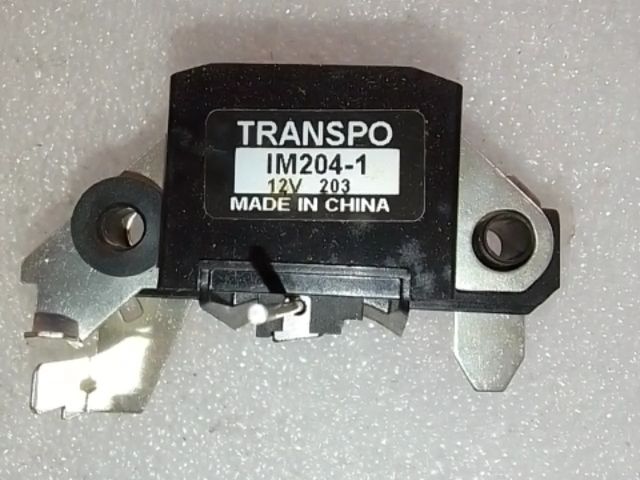 TRANSPO
IM204-1
12V 203
MADE IN CHINA